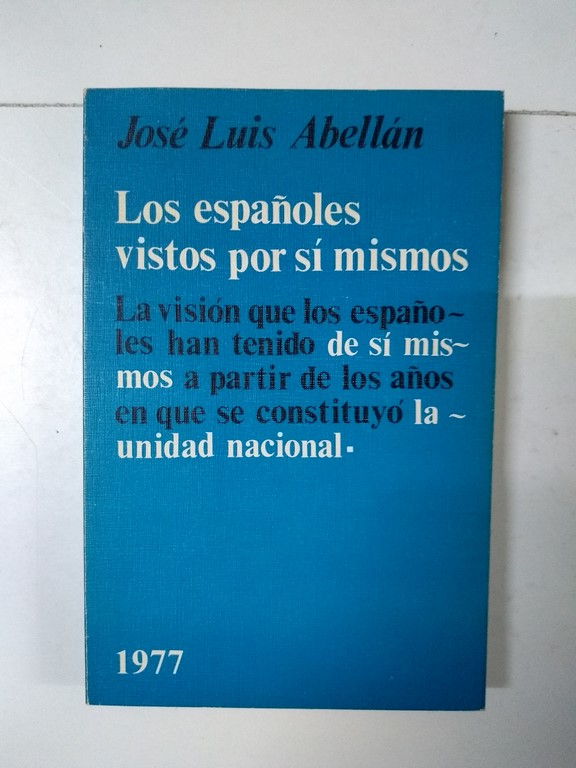 José Luis Abellán
Los españoles
vistos por sí mismos
La visión que los españo~
les han tenido de sí mis~
mos a partir de los años
en que se constituyó la ~
unidad nacional.
1977